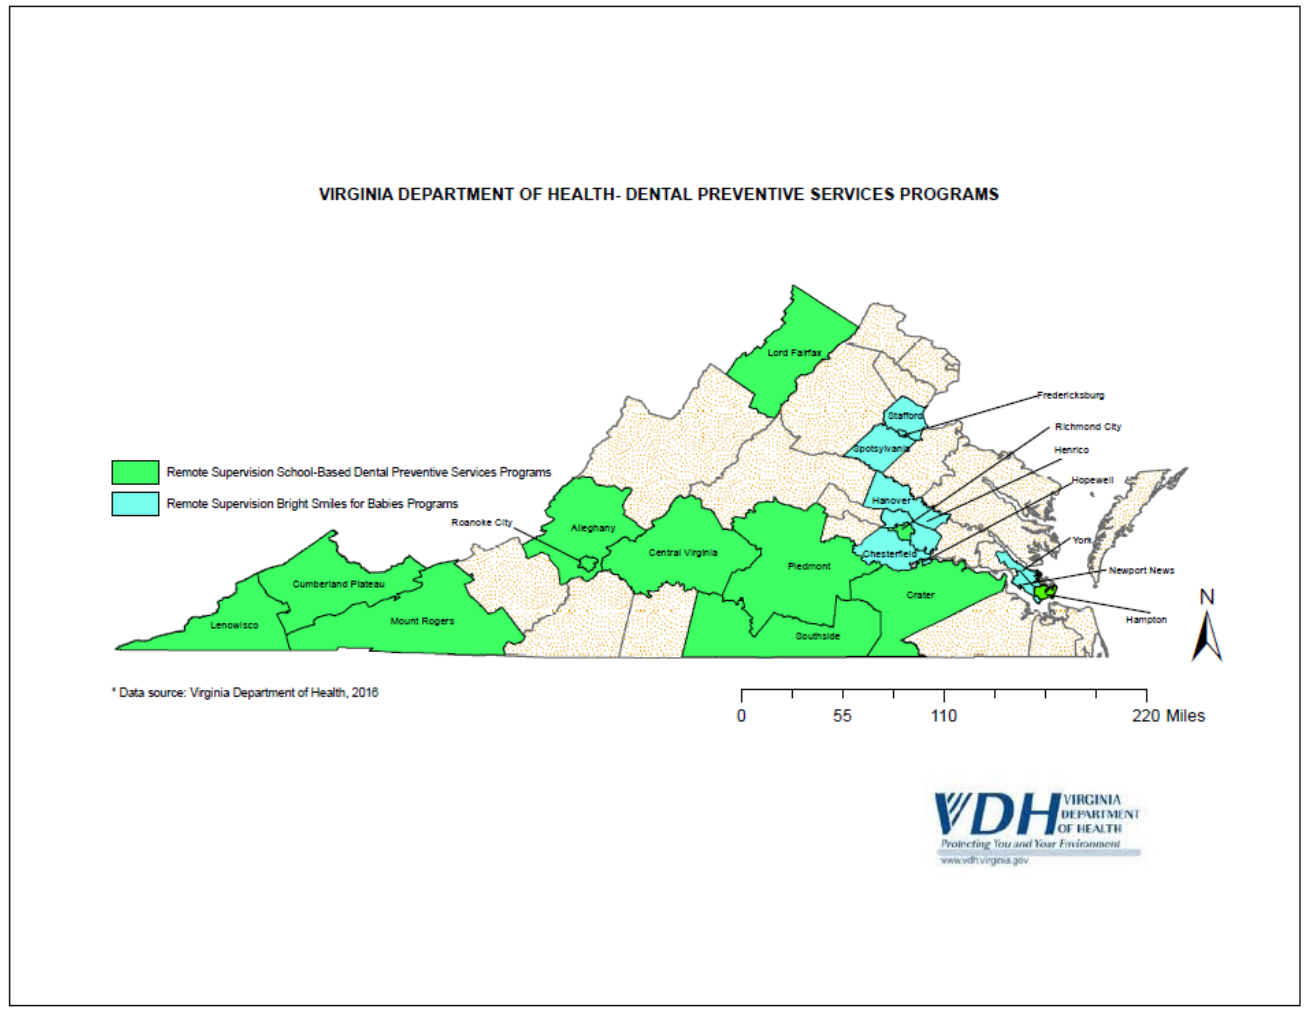 VIRGINIA DEPARTMENT OF HEALTH- DENTAL PREVENTIVE SERVICES PROGRAMS
Lord Fairfax
Fredericksburg
Stafford
Richmond City
Spotsylvania
Henrico
Remote Supervision School-Based Dental Preventive Services Programs
Hopewell
Remote Supervision Bright Smiles for Babies Programs
Hanover
Roanoke City
Alleghany
York
Central Virginia
Chesterfield
Piedmont
Newport News
Cumberland Plateau
Crater
N
Lenowisco
Mount Rogers
Hampton
Southside
* Data source: Virginia Department of Health, 2016
0 55 110 220 Miles
VDH VIRGINIA
DEPARTMENT
OF HEALTH
Protecting You and Your Environment
www.vdh.virginia.gov